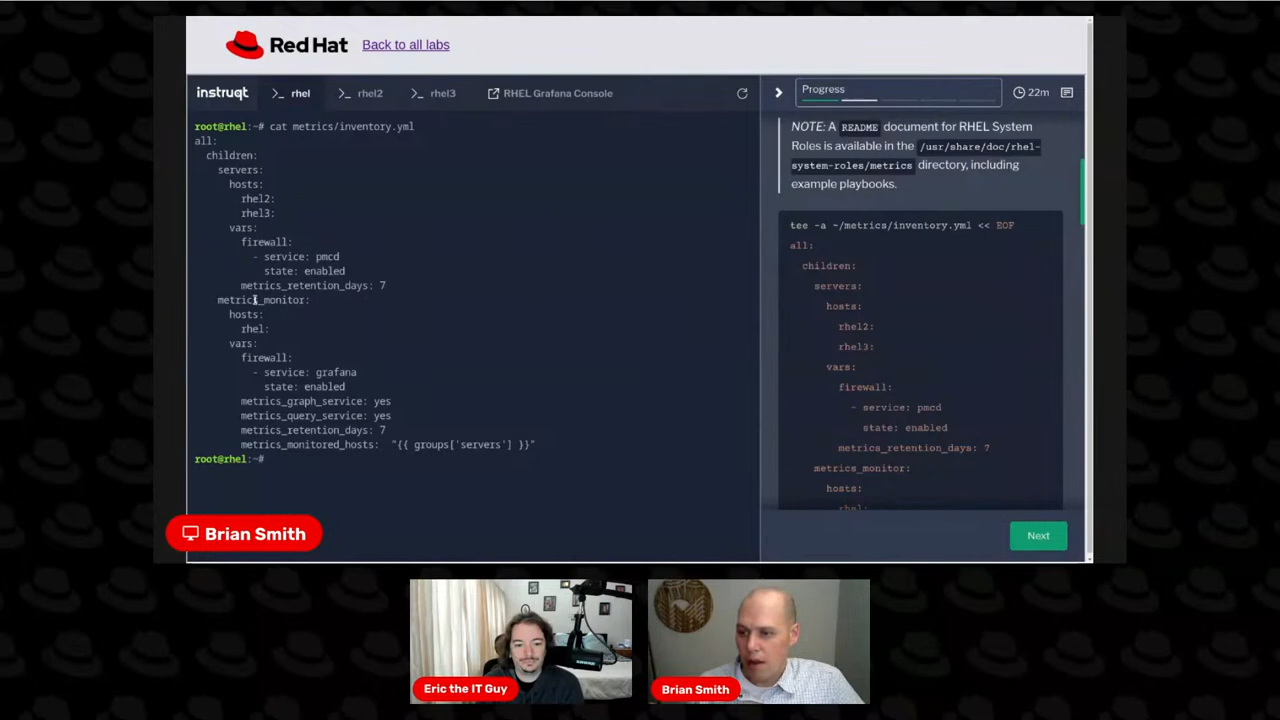 Red Hat
Back to all labs
instruqt
>_ rhel
>_ rhel2
>_ rhel3
RHEL Grafana Console
Progress
22m
root@rhel:~# cat metrics/inventory.yml
all:
  children:
    servers:
      hosts:
        rhel2:
        rhel3:
      vars:
        firewall:
          - service: pmcd
            state: enabled
        metrics_retention_days: 7
    metrics_monitor:
      hosts:
        rhel:
      vars:
        firewall:
          - service: grafana
            state: enabled
        metrics_graph_service: yes
        metrics_query_service: yes
        metrics_retention_days: 7
        metrics_monitored_hosts:  "{{ groups['servers'] }}"
root@rhel:~#
NOTE: A README document for RHEL System
Roles is available in the /usr/share/doc/rhel-
system-roles/metrics directory, including
example playbooks.
tee -a ~/metrics/inventory.yml << EOF
all:
  children:
    servers:
      hosts:
        rhel2:
        rhel3:
      vars:
        firewall:
          - service: pmcd
            state: enabled
        metrics_retention_days: 7
    metrics_monitor:
      hosts:
        rhel:
Next
Brian Smith
Eric the IT Guy
Brian Smith